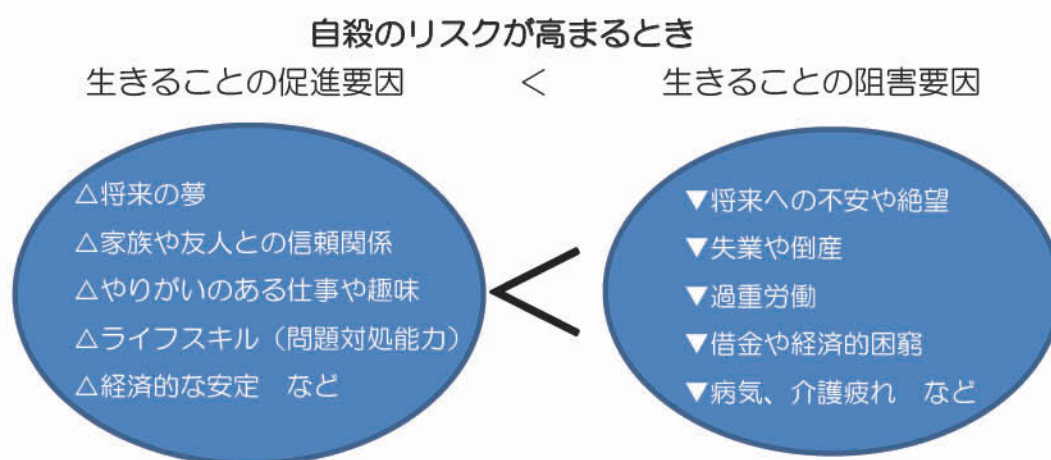 自殺のリスクが高まるとき
生きることの促進要因 < 生きることの阻害要因
△将来の夢
△家族や友人との信頼関係
△やりがいのある仕事や趣味
△ライフスキル（問題対処能力）
△経済的な安定　など
<
▼将来への不安や絶望
▼失業や倒産
▼過重労働
▼借金や経済的困窮
▼病気、介護疲れ　など